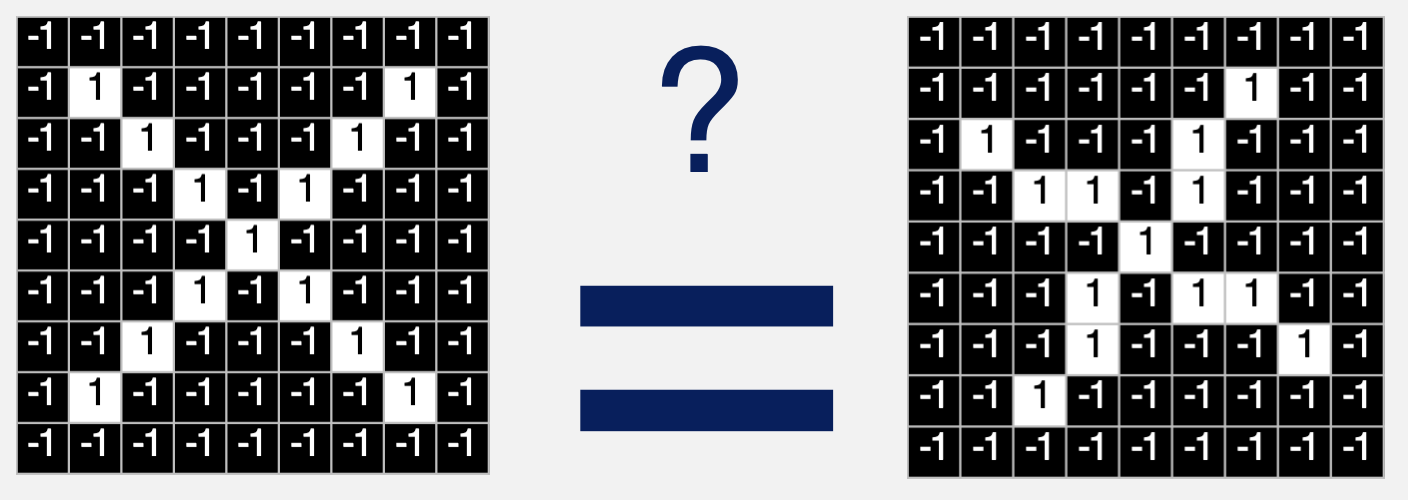 -1 -1 -1 -1 -1 -1 -1 -1 -1
-1 1 -1 -1 -1 -1 -1 1 -1
-1 -1 1 -1 -1 -1 1 -1 -1
-1 -1 -1 1 -1 1 -1 -1 -1
-1 -1 -1 -1 1 -1 -1 -1 -1
-1 -1 -1 1 -1 1 -1 -1 -1
-1 -1 1 -1 -1 -1 1 -1 -1
-1 1 -1 -1 -1 -1 -1 1 -1
-1 -1 -1 -1 -1 -1 -1 -1 -1
?
=
-1 -1 -1 -1 -1 -1 -1 -1 -1
-1 -1 -1 -1 -1 -1 1 -1 -1
-1 1 -1 -1 -1 1 -1 -1 -1
-1 -1 1 1 -1 1 -1 -1 -1
-1 -1 -1 -1 1 -1 -1 -1 -1
-1 -1 -1 1 -1 1 1 -1 -1
-1 -1 -1 1 -1 -1 -1 1 -1
-1 -1 1 -1 -1 -1 -1 -1 -1
-1 -1 -1 -1 -1 -1 -1 -1 -1